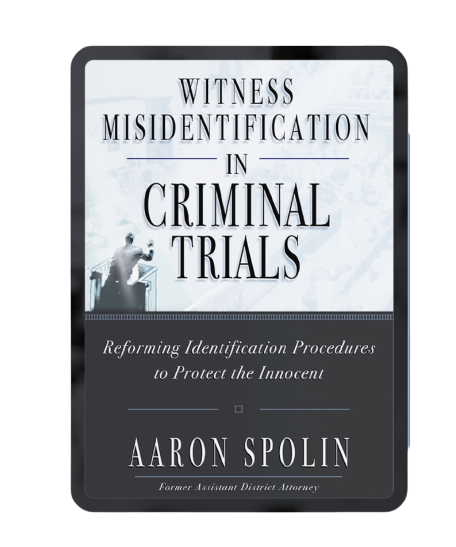 WITNESS
MISIDENTIFICATION
IN
CRIMINAL
TRIALS
Reforming Identification Procedures
to Protect the Innocent
AARON SPOLIN
Former Assistant District Attorney